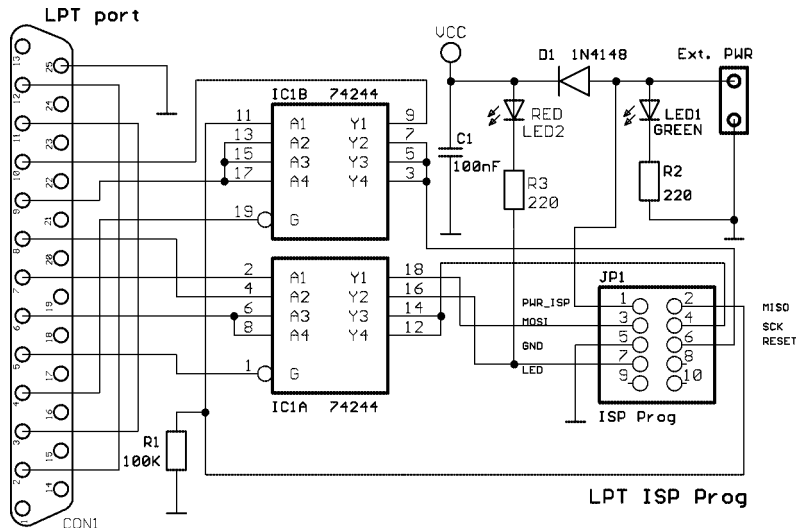 LPT port
VCC
D1 1N4148
Ext. PWR
IC1B 74244
11 A1 Y1 9
13 A2 Y2 7
15 A3 Y3 5
17 A4 Y4 3
19 G
RED
LED2
LED1
GREEN
C1
100nF
R3
220
R2
220
2 A1 Y1 18
4 A2 Y2 16
6 A3 Y3 14
8 A4 Y4 12
1 G
IC1A 74244
JP1
PWR_ISP 1 2 MISO
MOSI 3 4 SCK
GND 5 6 RESET
LED 7 8
9 10
ISP Prog
R1
100K
LPT ISP Prog
13
25
12
24
11
23
10
22
9
21
8
20
7
19
6
18
5
17
4
16
3
15
2
14
1
CON1